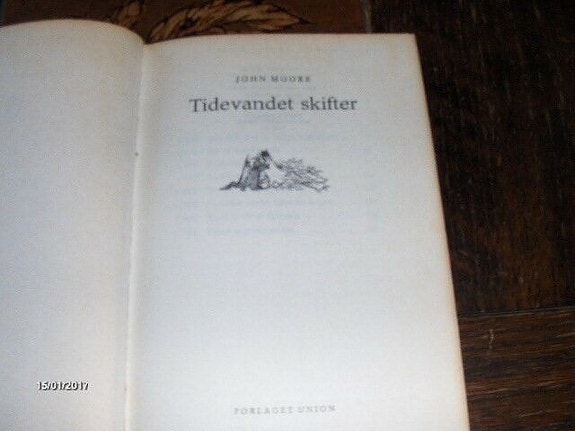 JOHN MOORE
Tidevandet skifter
FORLAGET UNION
15/01/2017